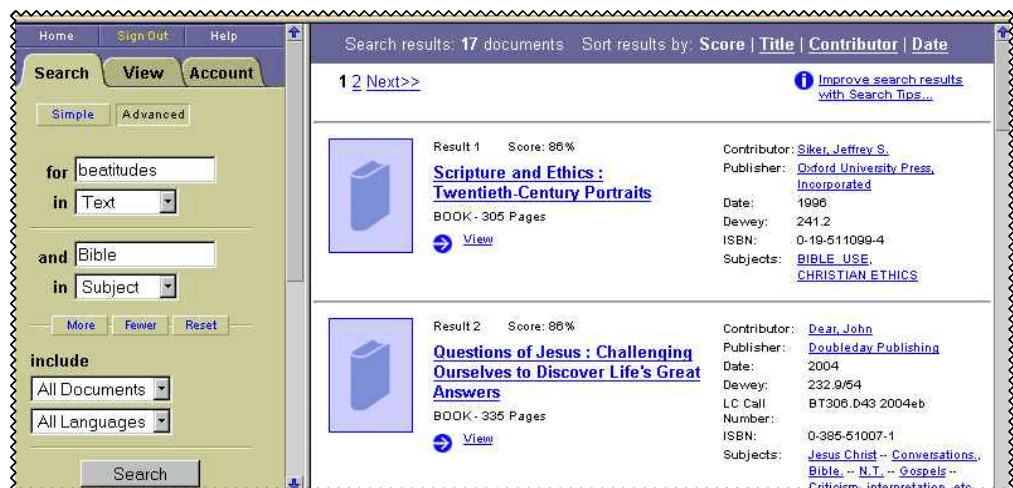 Home Sign Out Help
Search View Account
Simple Advanced
for beatitudes
in Text
and Bible
in Subject
More Fewer Reset
include
All Documents
All Languages
Search
Search results: 17 documents Sort results by: Score | Title | Contributor | Date
1 2 Next>>
Improve search results
with Search Tips...
Result 1 Score: 86%
Scripture and Ethics :
Twentieth-Century Portraits
BOOK - 305 Pages
View
Contributor: Siker, Jeffrey S.
Publisher: Oxford University Press,
Incorporated
Date: 1996
Dewey: 241.2
ISBN: 0-19-511099-4
Subjects: BIBLE USE,
CHRISTIAN ETHICS
Result 2 Score: 86%
Questions of Jesus : Challenging
Ourselves to Discover Life's Great
Answers
BOOK - 335 Pages
View
Contributor: Dear, John
Publisher: Doubleday Publishing
Date: 2004
Dewey: 232.9/54
LC Call BT306.D43 2004eb
Number:
ISBN: 0-385-51007-1
Subjects: Jesus Christ -- Conversations.,
Bible. -- N.T. -- Gospels --
Criticism, interpretation, etc.